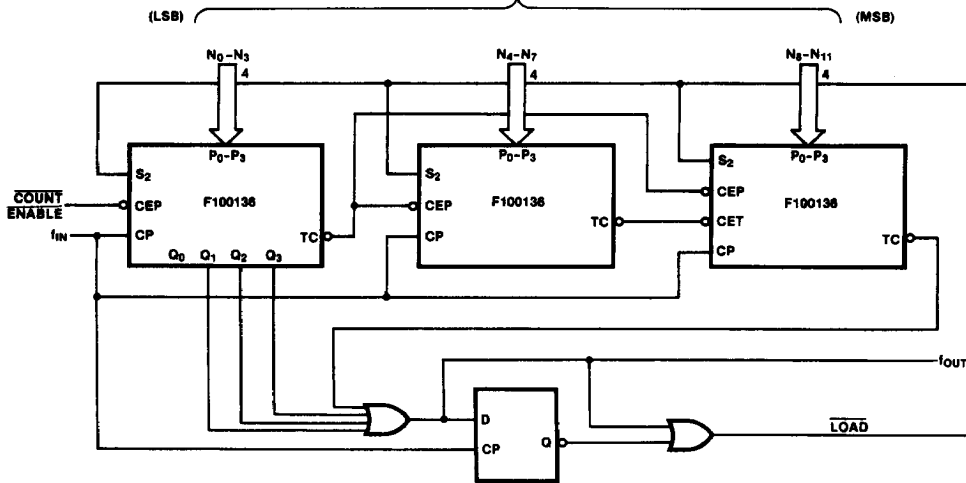 (LSB) (MSB)
N₀–N₃ N₄–N₇ N₈–N₁₁
4 4 4
P₀–P₃ P₀–P₃ P₀–P₃
S₂ S₂ S₂
CEP
COUNT
ENABLE
CEP F100136 CEP F100136 F100136
CET
fIN CP TC CP TC CP TC
Q₀ Q₁ Q₂ Q₃
fOUT
D
Q LOAD
CP